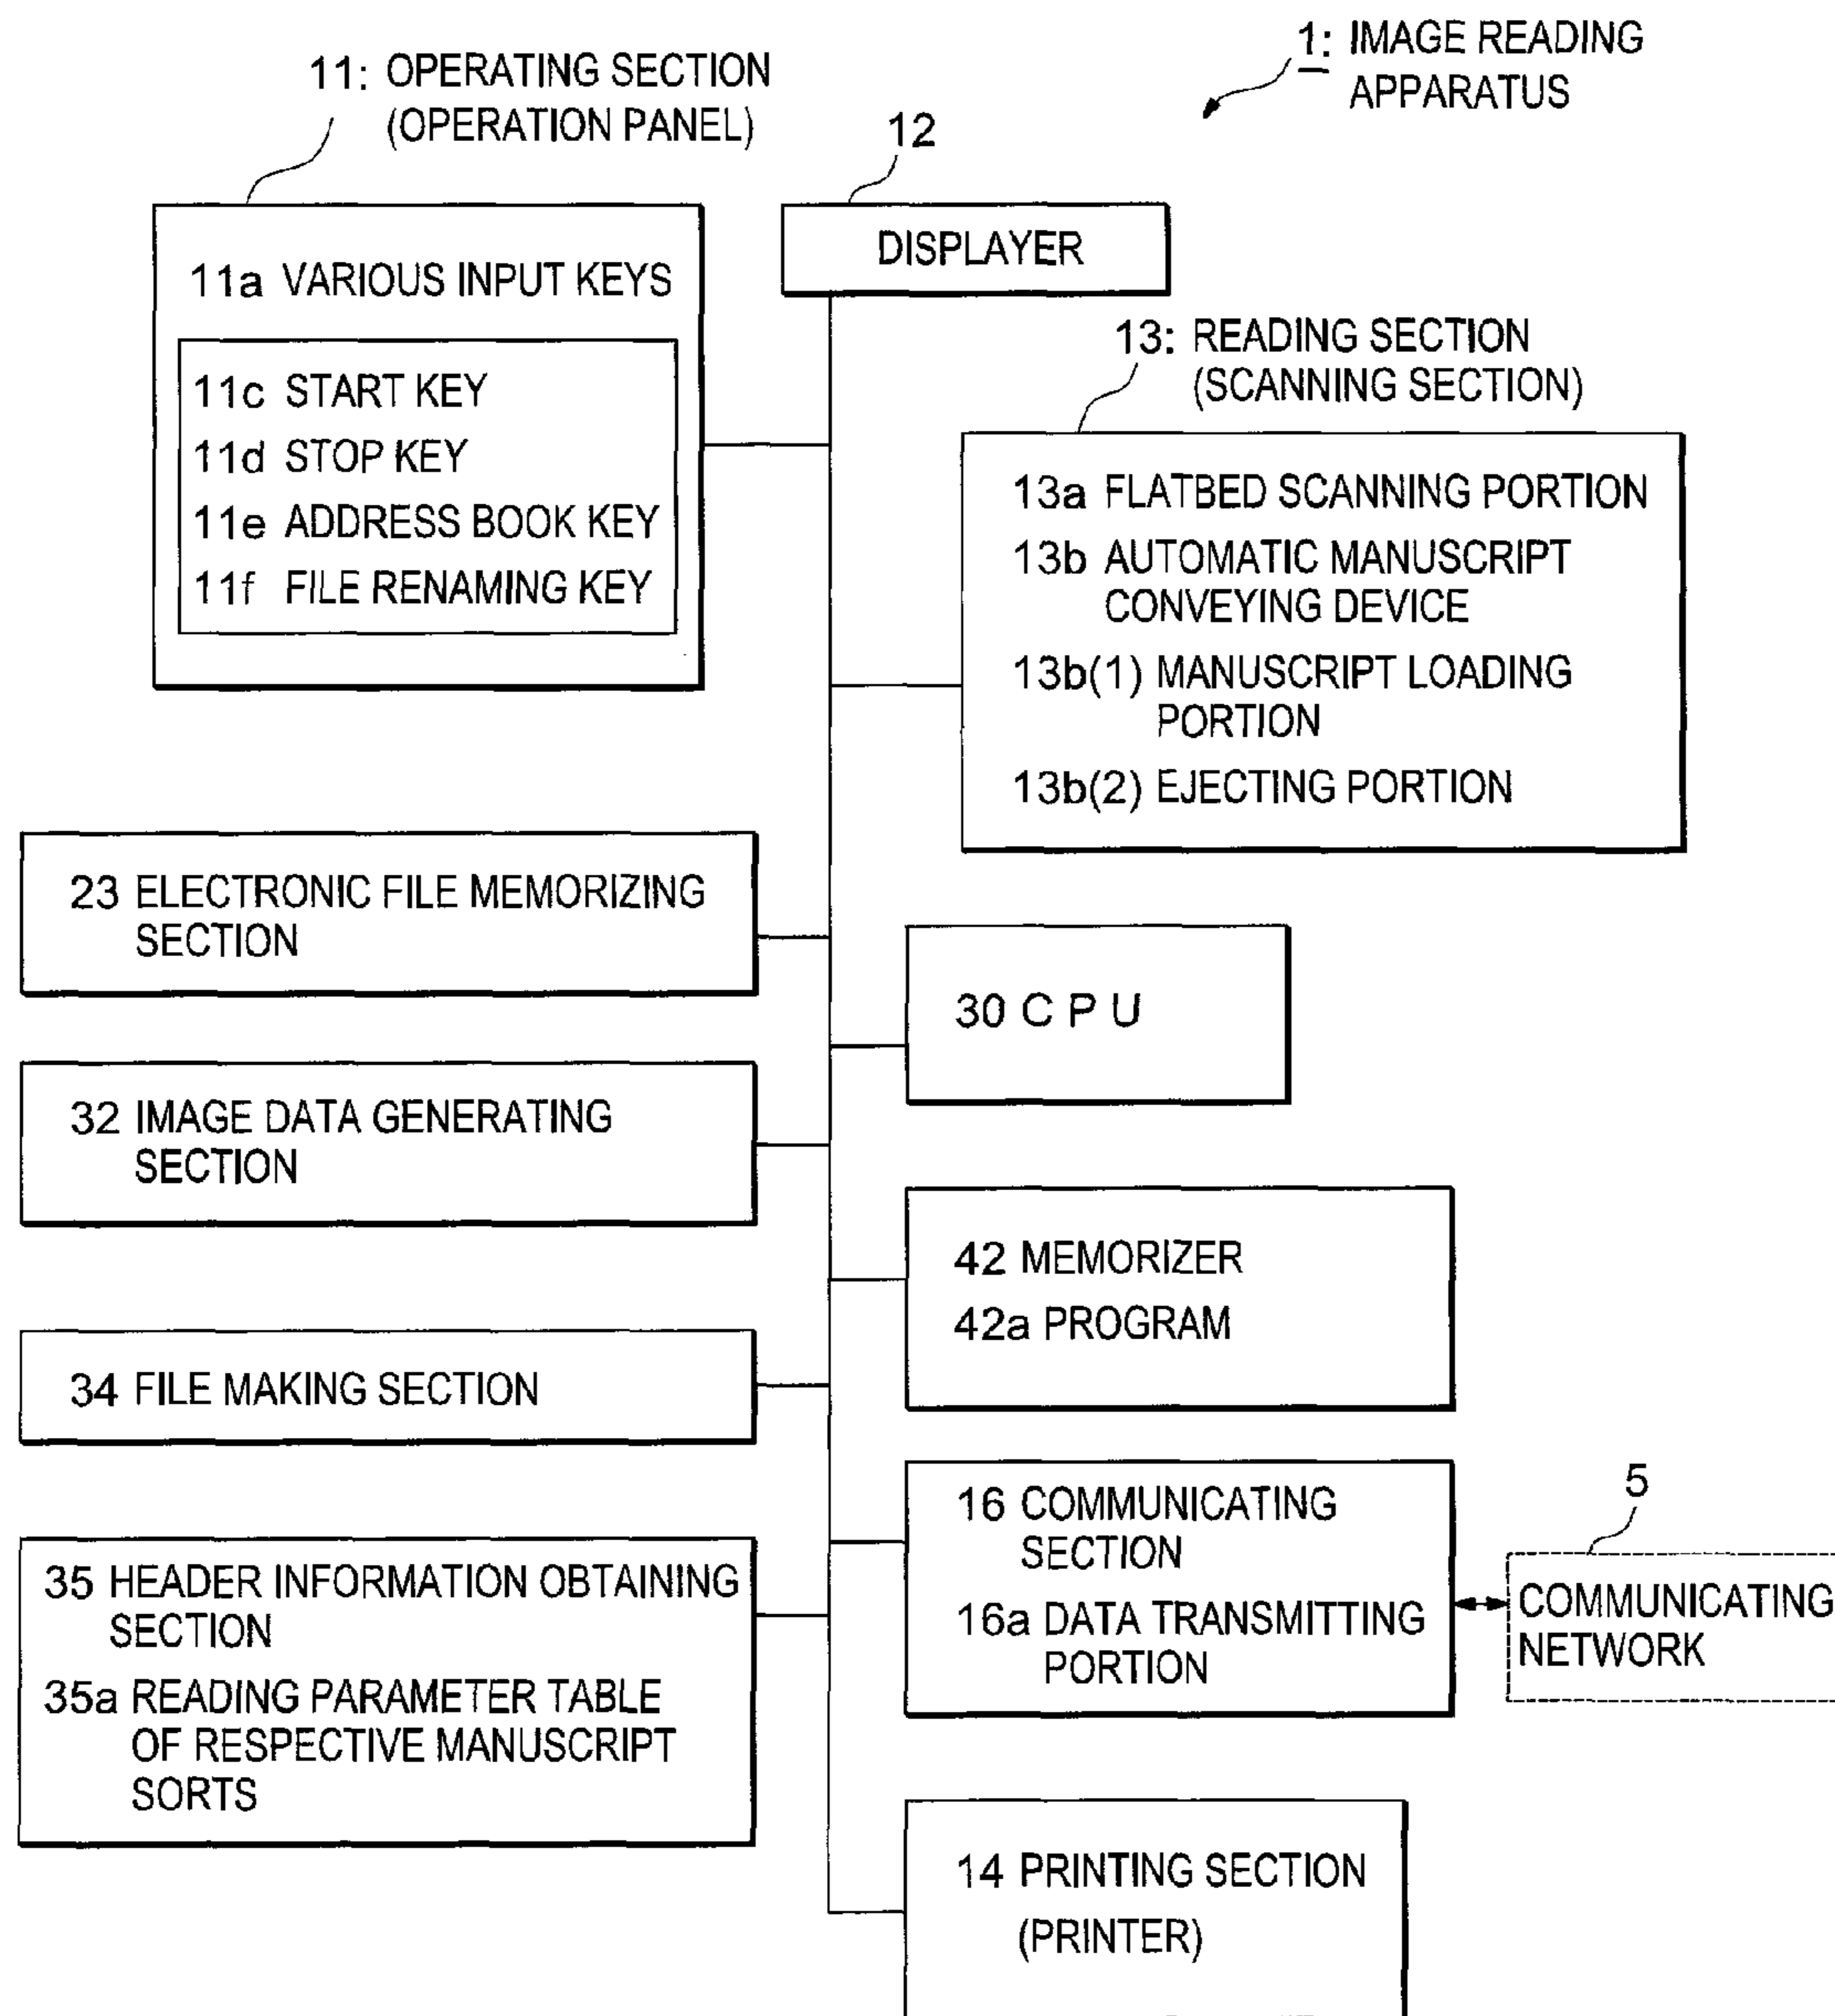 1: IMAGE READING
APPARATUS
11: OPERATING SECTION
(OPERATION PANEL)
12
DISPLAYER
11a VARIOUS INPUT KEYS
11c START KEY
11d STOP KEY
11e ADDRESS BOOK KEY
11f FILE RENAMING KEY
13: READING SECTION
(SCANNING SECTION)
13a FLATBED SCANNING PORTION
13b AUTOMATIC MANUSCRIPT
CONVEYING DEVICE
13b(1) MANUSCRIPT LOADING
PORTION
13b(2) EJECTING PORTION
23 ELECTRONIC FILE MEMORIZING
SECTION
30 C P U
32 IMAGE DATA GENERATING
SECTION
42 MEMORIZER
42a PROGRAM
34 FILE MAKING SECTION
16 COMMUNICATING
SECTION
16a DATA TRANSMITTING
PORTION
5
COMMUNICATING
NETWORK
35 HEADER INFORMATION OBTAINING
SECTION
35a READING PARAMETER TABLE
OF RESPECTIVE MANUSCRIPT
SORTS
14 PRINTING SECTION
(PRINTER)